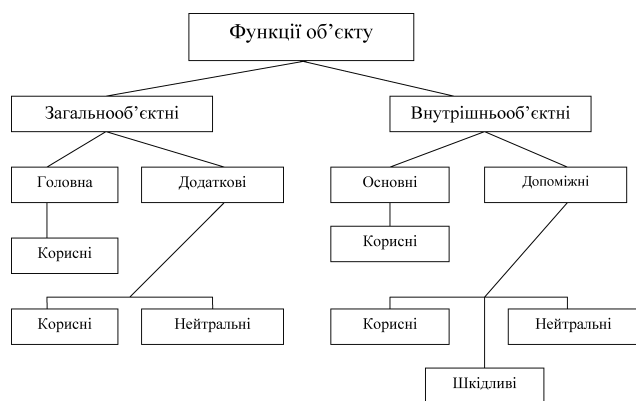 Функції об’єкту
Загальнооб’єктні
Внутрішньооб’єктні
Головна
Додаткові
Основні
Допоміжні
Корисні
Корисні
Корисні
Нейтральні
Корисні
Нейтральні
Шкідливі